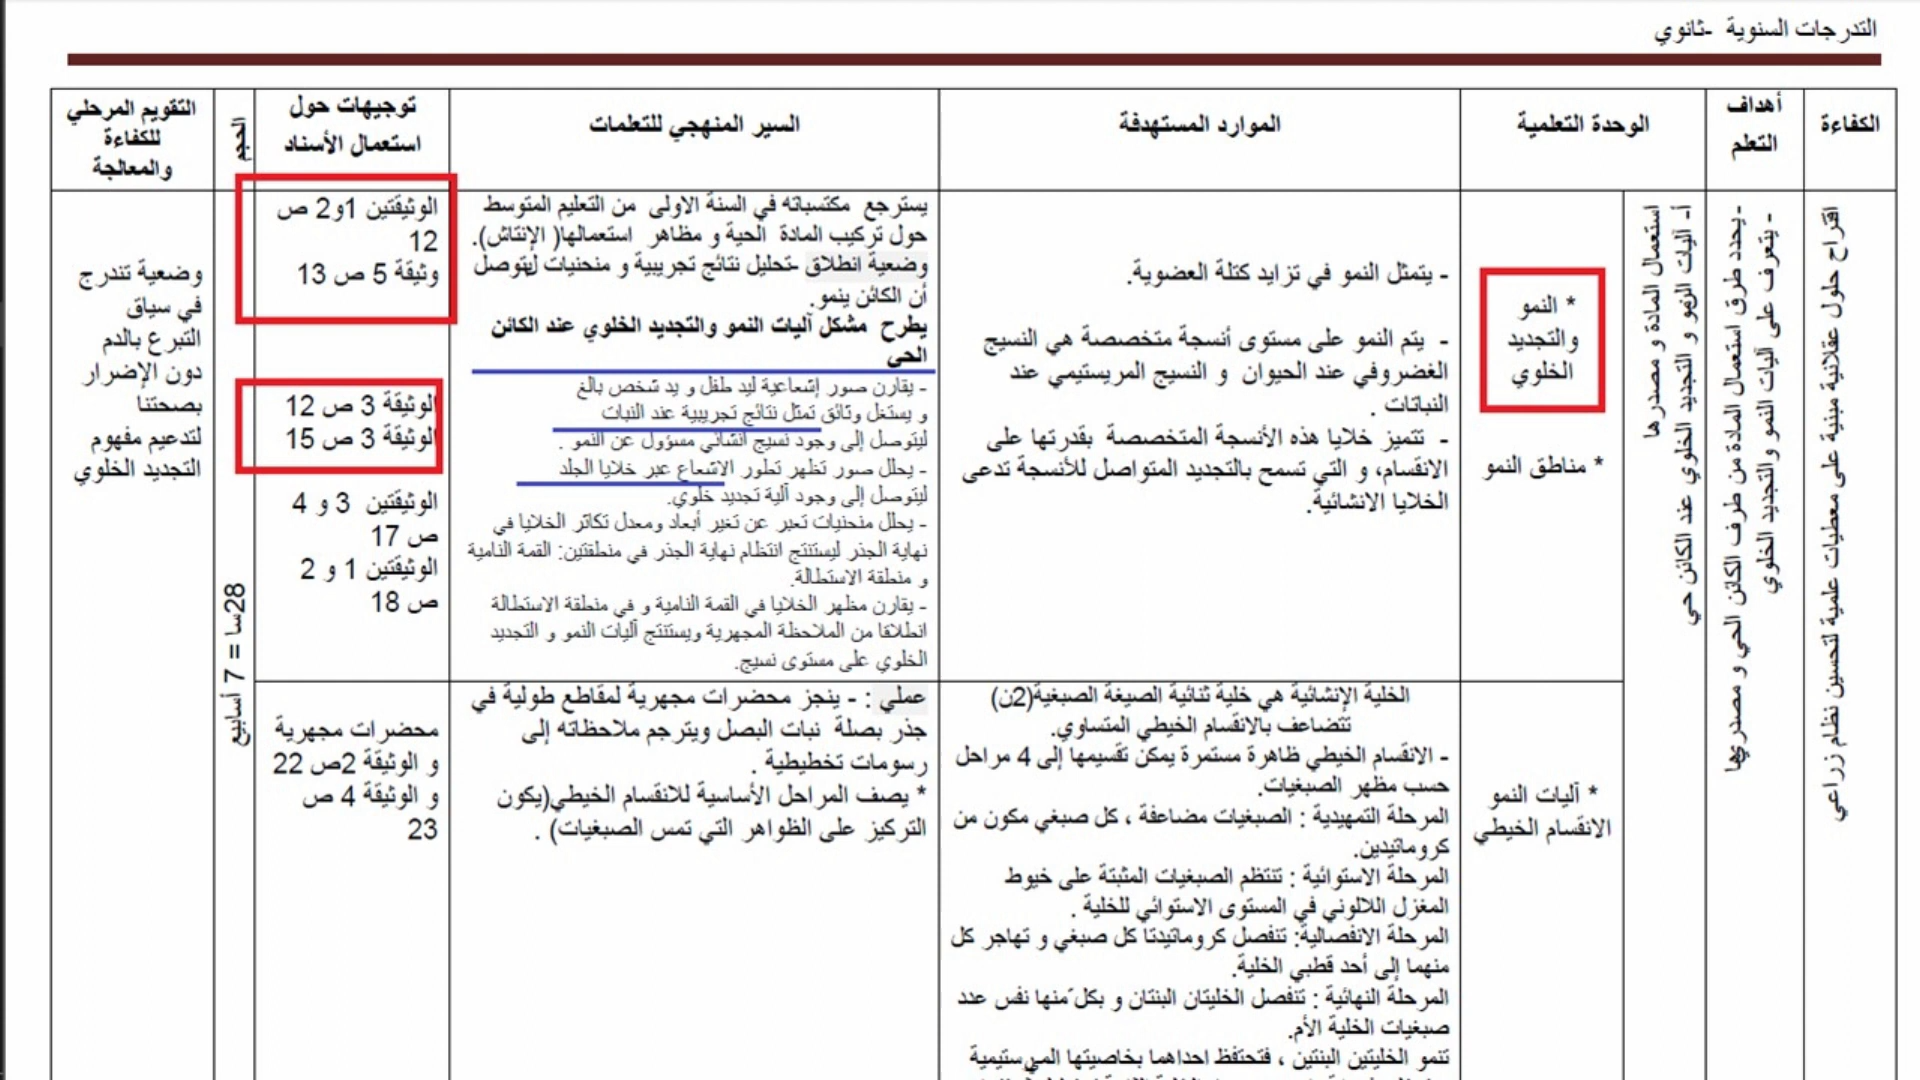 التدرجات السنوية -ثانوي
الكفاءة
أهداف
التعلم
الوحدة التعلمية
الموارد المستهدفة
السير المنهجي للتعلمات
توجيهات حول
استعمال الأسناد
الحجم
التقويم المرحلي
للكفاءة
والمعالجة
اقتراح حلول عقلانية مبنية على معطيات علمية لتحسين نظام زراعي
- يحدد طرق استعمال المادة من طرف الكائن الحي و مصدرها
- يتعرف على آليات النمو والتجديد الخلوي
أ- آليات النمو و التجديد الخلوي عند الكائن حي
استعمال المادة و مصدرها
* النمو
والتجديد
الخلوي
* مناطق النمو
- يتمثل النمو في تزايد كتلة العضوية.
- يتم النمو على مستوى أنسجة متخصصة هي النسيج
الغضروفي عند الحيوان و النسيج المريستيمي عند
النباتات .
- تتميز خلايا هذه الأنسجة المتخصصة بقدرتها على
الانقسام، و التي تسمح بالتجديد المتواصل للأنسجة تدعى
الخلايا الانشائية.
يسترجع مكتسباته في السنة الاولى من التعليم المتوسط
حول تركيب المادة الحية و مظاهر استعمالها( الإنتاش).
وضعية انطلاق -تحليل نتائج تجريبية و منحنيات ليتوصل
أن الكائن ينمو.
يطرح مشكل آليات النمو والتجديد الخلوي عند الكائن
الحي
- يقارن صور إشعاعية ليد طفل و يد شخص بالغ
و يستغل وثائق تمثل نتائج تجريبية عند النبات
ليتوصل إلى وجود نسيج انشائي مسؤول عن النمو .
- يحلل صور تظهر تطور الاشعاع عبر خلايا الجلد
ليتوصل إلى وجود آلية تجديد خلوي.
- يحلل منحنيات تعبر عن تغير أبعاد ومعدل تكاثر الخلايا في
نهاية الجذر ليستنتج انتظام نهاية الجذر في منطقتين: القمة النامية
و منطقة الاستطالة.
- يقارن مظهر الخلايا في القمة النامية و في منطقة الاستطالة
انطلاقا من الملاحظة المجهرية ويستنتج آليات النمو و التجديد
الخلوي على مستوى نسيج.
الوثيقتين 1و2 ص
12
وثيقة 5 ص 13
الوثيقة 3 ص 12
الوثيقة 3 ص 15
الوثيقتين 3 و 4
ص 17
الوثيقتين 1 و 2
ص 18
28سا = 7 أسابيع
وضعية تندرج
في سياق
التبرع بالدم
دون الإضرار
بصحتنا
لتدعيم مفهوم
التجديد الخلوي
* آليات النمو
الانقسام الخيطي
الخلية الإنشائية هي خلية ثنائية الصيغة الصبغية(2ن)
تتضاعف بالانقسام الخيطي المتساوي.
- الانقسام الخيطي ظاهرة مستمرة يمكن تقسيمها إلى 4 مراحل
حسب مظهر الصبغيات.
المرحلة التمهيدية : الصبغيات مضاعفة ، كل صبغي مكون من
كروماتيدين.
المرحلة الاستوائية : تنتظم الصبغيات المثبتة على خيوط
المغزل اللالوني في المستوى الاستوائي للخلية .
المرحلة الانفصالية: تنفصل كروماتيدتا كل صبغي و تهاجر كل
منهما إلى أحد قطبي الخلية.
المرحلة النهائية : تنفصل الخليتان البنتان و بكل منها نفس عدد
صبغيات الخلية الأم.
تنمو الخليتين البنتين ، فتحتفظ احداهما بخاصيتها المرستيمية
عملي : - ينجز محضرات مجهرية لمقاطع طولية في
جذر بصلة نبات البصل ويترجم ملاحظاته إلى
رسومات تخطيطية .
* يصف المراحل الأساسية للانقسام الخيطي(يكون
التركيز على الظواهر التي تمس الصبغيات) .
محضرات مجهرية
و الوثيقة 2ص 22
و الوثيقة 4 ص
23